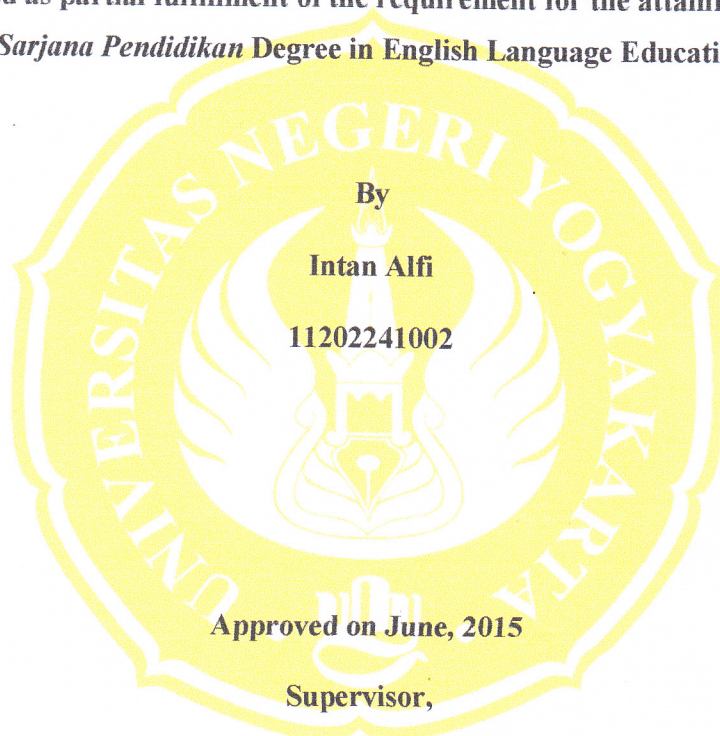 as partial fulfillment of the requirement for the
Sarjana Pendidikan Degree in English Language
UNIVERSITAS NEGERI YOGYAKARTA
By
Intan Alfi
11202241002
Approved on June, 2015
Supervisor,